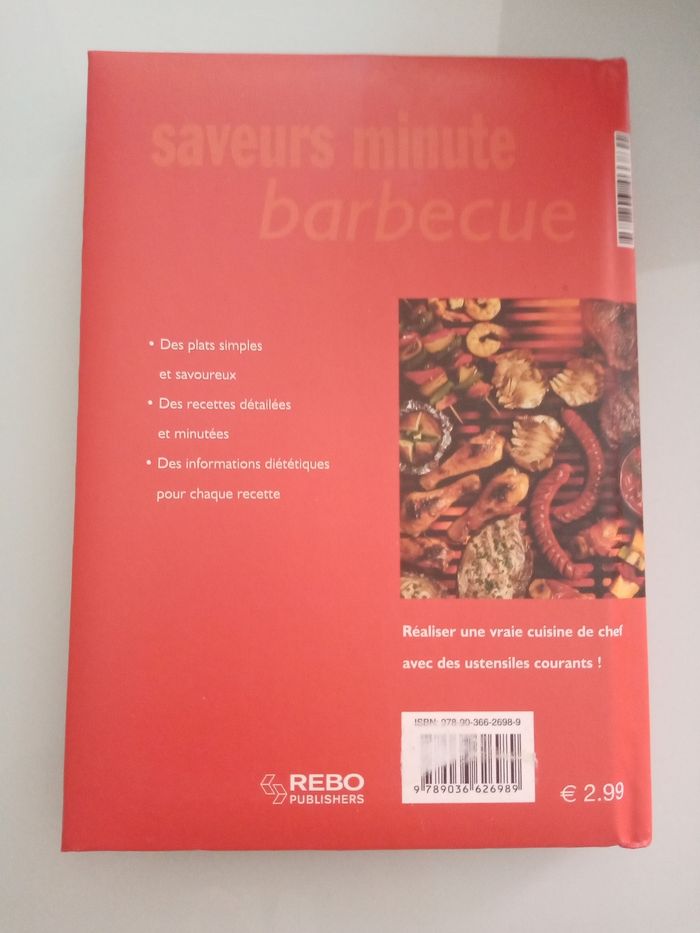 saveurs minute
barbecue
• Des plats simples
et savoureux
• Des recettes détailées
et minutées
• Des informations diététiques
pour chaque recette
Réaliser une vraie cuisine de chef
avec des ustensiles courants !
ISBN: 978-90-366-2698-9
9 789036 626989
REBO
PUBLISHERS
€ 2.99